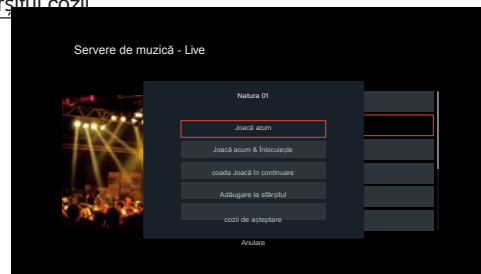 sfârșitul cozii
Servere de muzică - Live
Natura 01
Joacă acum
Joacă acum & Înlocuiește
coada Joacă în continuare
Adăugare la sfârșitul
cozii de așteptare
Anulare